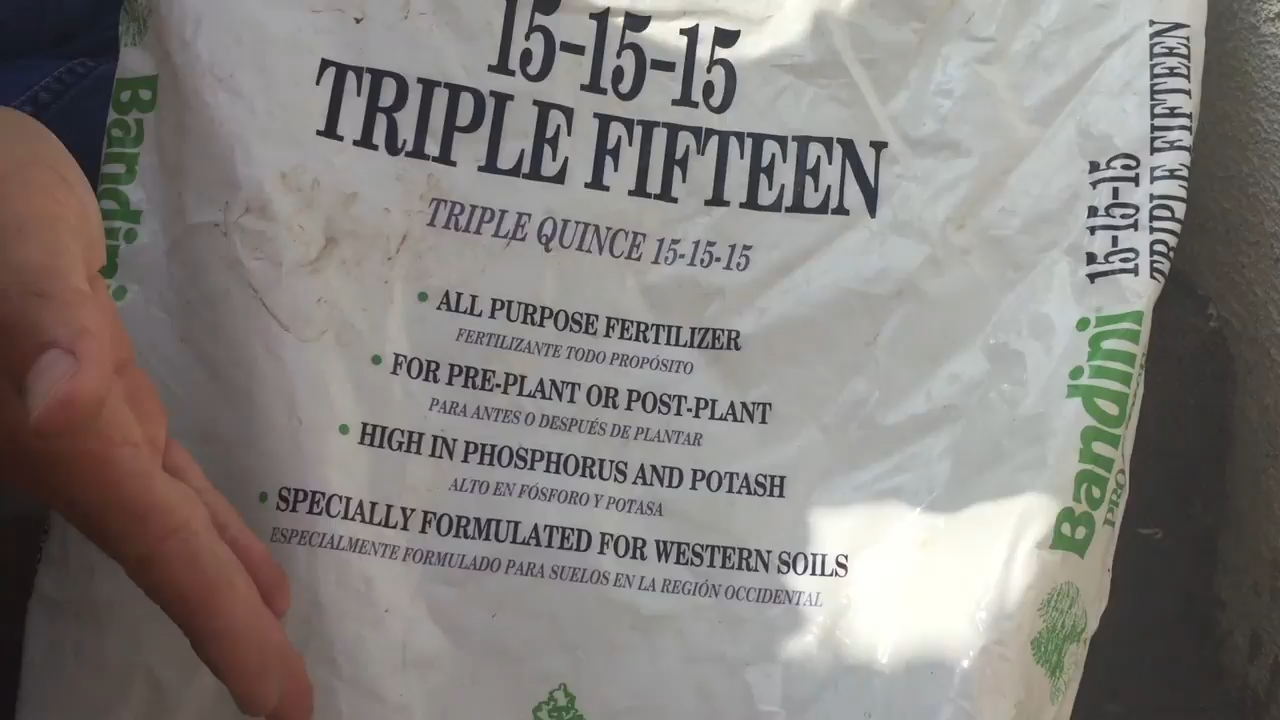 15-15-15
TRIPLE FIFTEEN
TRIPLE QUINCE 15-15-15
• ALL PURPOSE FERTILIZER
FERTILIZANTE TODO PROPÓSITO
• FOR PRE-PLANT OR POST-PLANT
PARA ANTES O DESPUÉS DE PLANTAR
• HIGH IN PHOSPHORUS AND POTASH
ALTO EN FÓSFORO Y POTASA
• SPECIALLY FORMULATED FOR WESTERN SOILS
ESPECIALMENTE FORMULADO PARA SUELOS EN LA REGIÓN OCCIDENTAL
Bandini
Bandini
15-15-15
TRIPLE FIFTEEN